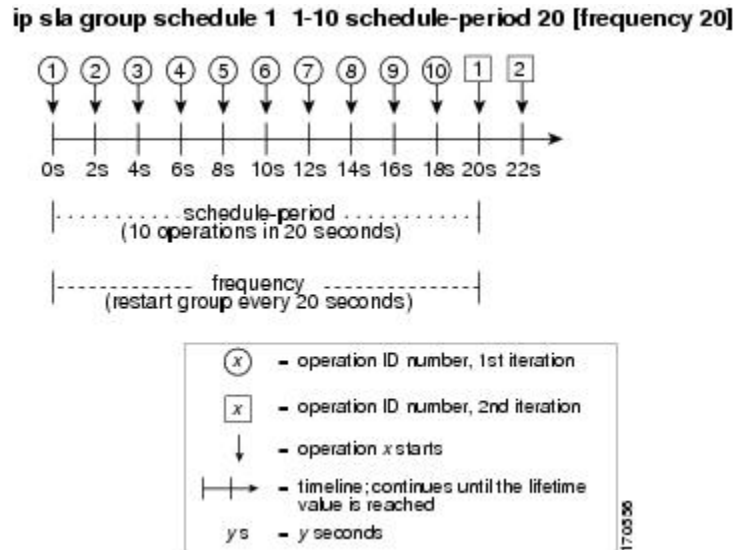 ip sla group schedule 1 1-10 schedule-period 20 [frequency 20]
1 2 3 4 5 6 7 8 9 10 1 2
0s 2s 4s 6s 8s 10s 12s 14s 16s 18s 20s 22s
schedule-period
(10 operations in 20 seconds)
frequency
(restart group every 20 seconds)
x = operation ID number, 1st iteration
x = operation ID number, 2nd iteration
= operation x starts
= timeline; continues until the lifetime
value is reached
y s = y seconds
170556